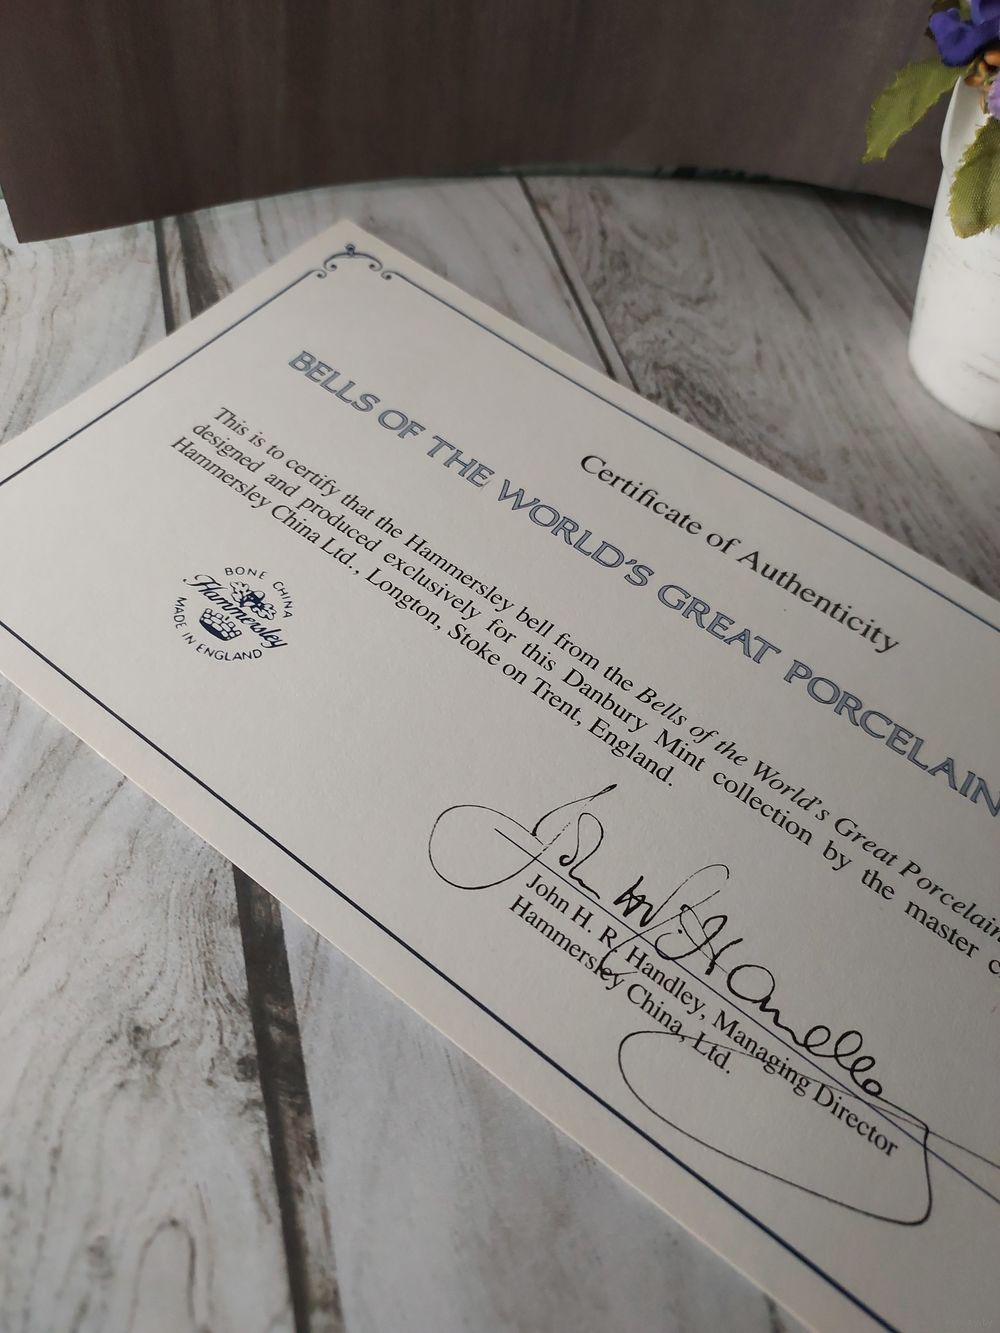 Certificate of Authenticity
BELLS OF THE WORLD'S GREAT PORCELAIN
This is to certify that the Hammersley bell from the Bells of the World's Great Porcelain
designed and produced exclusively for this Danbury Mint collection by the master
Hammersley China Ltd., Longton, Stoke on Trent, England.
BONE CHINA
Hammersley
MADE IN ENGLAND
John H. R. Handley, Managing Director
Hammersley China, Ltd.